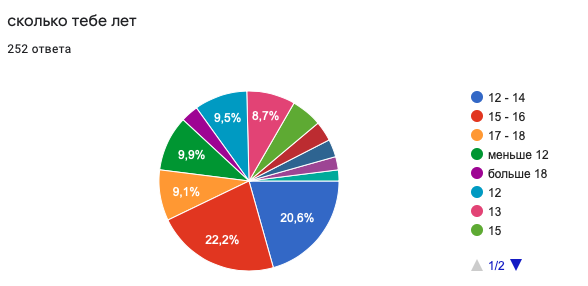 сколько тебе лет
252 ответа
9,5%
8,7%
9,9%
9,1%
20,6%
22,2%
12 - 14
15 - 16
17 - 18
меньше 12
больше 18
12
13
15
1/2